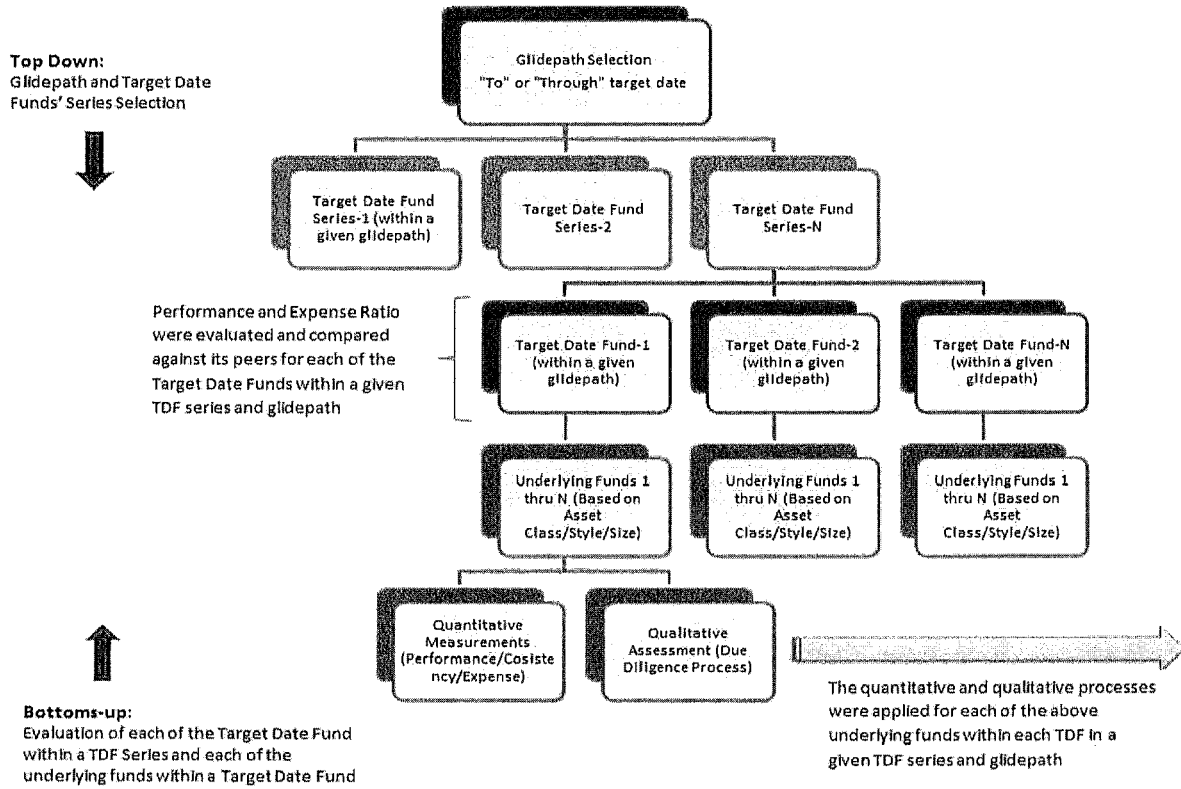 Top Down:
Glidepath and Target Date
Funds' Series Selection
Glidepath Selection
"To" or "Through" target date
Target Date Fund
Series-1 (within a
given glidepath)
Target Date Fund
Series-2
Target Date Fund
Series-N
Performance and Expense Ratio
were evaluated and compared
against its peers for each of the
Target Date Funds within a given
TDF series and glidepath
Target Date Fund-1
(within a given
glidepath)
Target Date Fund-2
(within a given
glidepath)
Target Date Fund-N
(within a given
glidepath)
Underlying Funds 1
thru N (Based on
Asset
Class/Style/Size)
Underlying Funds 1
thru N (Based on
Asset
Class/Style/Size)
Underlying Funds 1
thru N (Based on
Asset
Class/Style/Size)
Quantitative
Measurements
(Performance/Cosiste
ncy/Expense)
Qualitative
Assessment (Due
Diligence Process)
Bottoms-up:
Evaluation of each of the Target Date Fund
within a TDF Series and each of the
underlying funds within a Target Date Fund
The quantitative and qualitative processes
were applied for each of the above
underlying funds within each TDF in a
given TDF series and glidepath